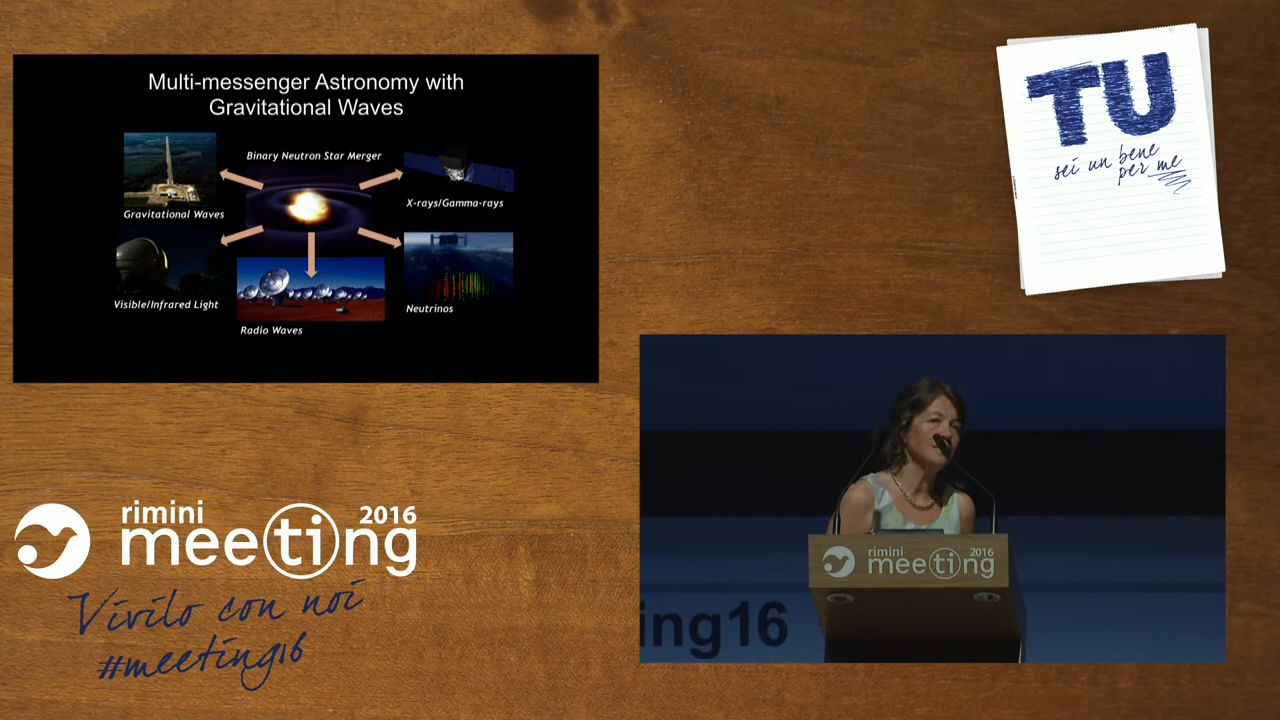 Multi-messenger Astronomy with
Gravitational Waves
Binary Neutron Star Merger
Gravitational Waves
X-rays/Gamma-rays
Visible/Infrared Light
Radio Waves
Neutrinos
TU
sei un bene
per me
rimini
meeting
2016
Vivilo con noi
#meeting16
rimini
meeting
2016
ing16